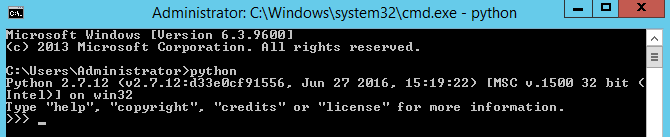 Administrator: C:\Windows\system32\cmd.exe - python
Microsoft Windows [Version 6.3.9600]
(c) 2013 Microsoft Corporation. All rights reserved.
C:\Users\Administrator>python
Python 2.7.12 (v2.7.12:d33e0cf91556, Jun 27 2016, 15:19:22) [MSC v.1500 32 bit (
Intel)] on win32
Type "help", "copyright", "credits" or "license" for more information.
>>> _